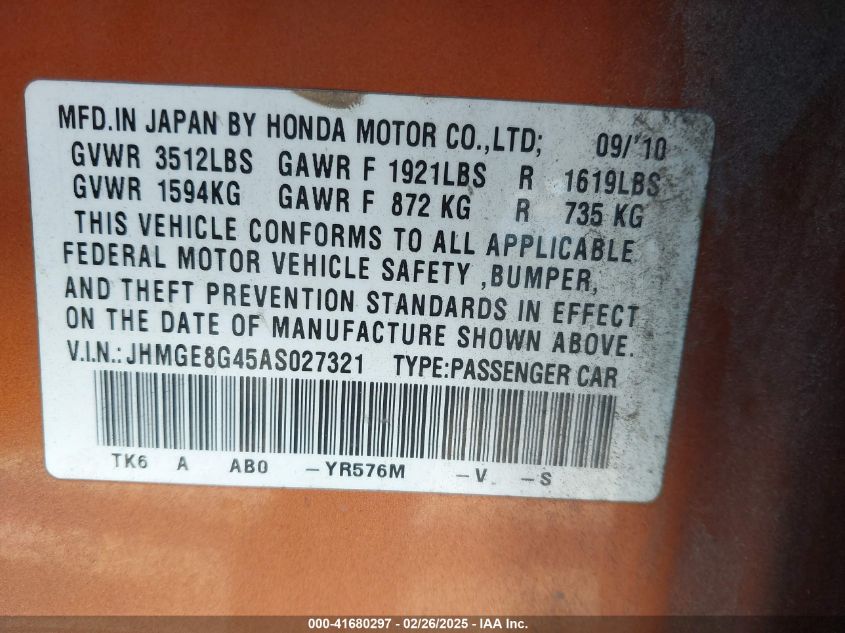 MFD.IN JAPAN BY HONDA MOTOR CO.,LTD; 09/'10
GVWR 3512LBS GAWR F 1921LBS R 1619LBS
GVWR 1594KG GAWR F 872 KG R 735 KG
THIS VEHICLE CONFORMS TO ALL APPLICABLE
FEDERAL MOTOR VEHICLE SAFETY ,BUMPER,
AND THEFT PREVENTION STANDARDS IN EFFECT
ON THE DATE OF MANUFACTURE SHOWN ABOVE.
V.I.N.:JHMGE8G45AS027321 TYPE:PASSENGER CAR
TK6 A AB0 -YR576M -V -S
000-41680297 - 02/26/2025 - IAA Inc.